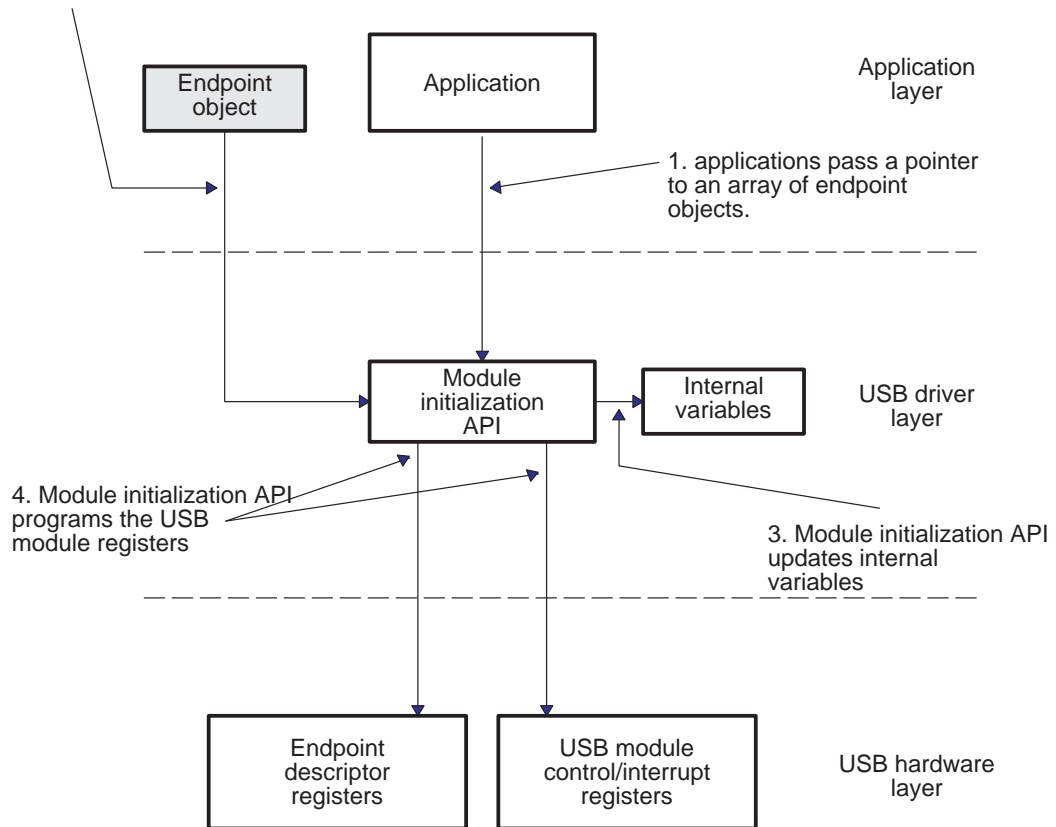 Endpoint
object
Application
Application
layer
1. applications pass a pointer
to an array of endpoint
objects.
Module
initialization
API
Internal
variables
USB driver
layer
4. Module initialization API
programs the USB
module registers
3. Module initialization API
updates internal
variables
Endpoint
descriptor
registers
USB module
control/interrupt
registers
USB hardware
layer